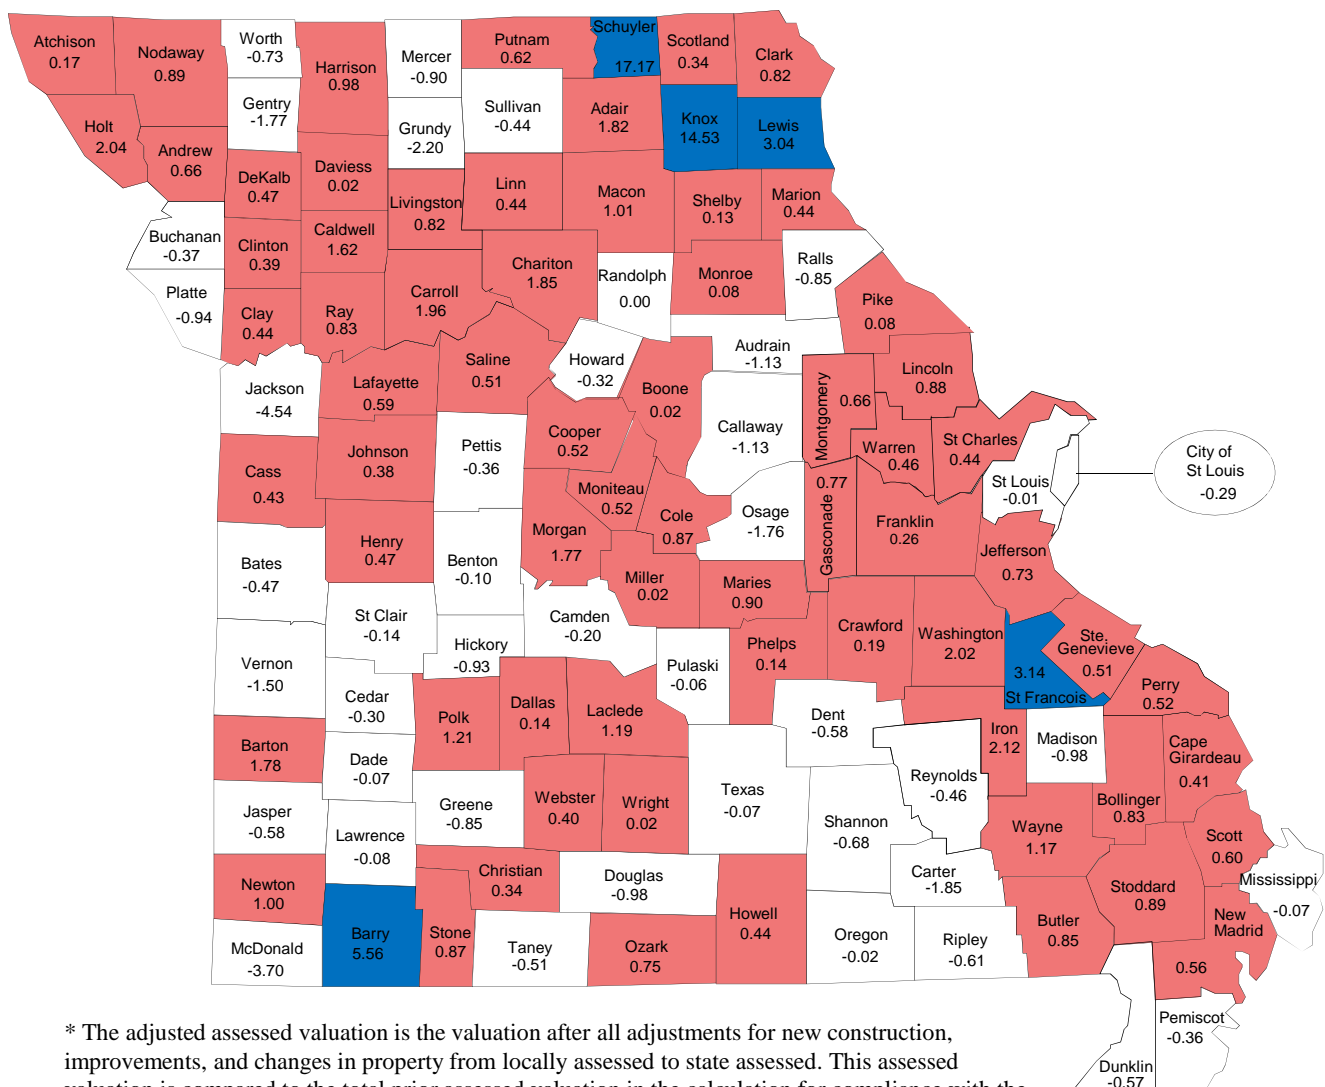 Atchison
0.17
Nodaway
0.89
Worth
-0.73
Harrison
0.98
Mercer
-0.90
Putnam
0.62
Schuyler
17.17
Scotland
0.34
Clark
0.82
Holt
2.04
Andrew
0.66
Gentry
-1.77
DeKalb
0.47
Daviess
0.02
Grundy
-2.20
Sullivan
-0.44
Adair
1.82
Knox
14.53
Lewis
3.04
Livingston
0.82
Linn
0.44
Macon
1.01
Shelby
0.13
Marion
0.44
Buchanan
-0.37
Clinton
0.39
Caldwell
1.62
Platte
-0.94
Clay
0.44
Ray
0.83
Carroll
1.96
Chariton
1.85
Randolph
0.00
Monroe
0.08
Ralls
-0.85
Pike
0.08
Jackson
-4.54
Lafayette
0.59
Saline
0.51
Howard
-0.32
Boone
0.02
Audrain
-1.13
Callaway
-1.13
Montgomery
0.66
Lincoln
0.88
Warren
0.46
St Charles
0.44
St Louis
-0.01
City of
St Louis
-0.29
Cass
0.43
Johnson
0.38
Pettis
-0.36
Cooper
0.52
Moniteau
0.52
Cole
0.87
Osage
-1.76
0.77
Gasconade
Franklin
0.26
Jefferson
0.73
Bates
-0.47
Henry
0.47
Benton
-0.10
Morgan
1.77
Miller
0.02
Maries
0.90
St Clair
-0.14
Hickory
-0.93
Camden
-0.20
Pulaski
-0.06
Phelps
0.14
Crawford
0.19
Washington
2.02
3.14
St Francois
Ste.
Genevieve
0.51
Perry
0.52
Vernon
-1.50
Cedar
-0.30
Polk
1.21
Dallas
0.14
Laclede
1.19
Dent
-0.58
Iron
2.12
Madison
-0.98
Cape
Girardeau
0.41
Barton
1.78
Dade
-0.07
Greene
-0.85
Webster
0.40
Wright
0.02
Texas
-0.07
Shannon
-0.68
Reynolds
-0.46
Wayne
1.17
Bollinger
0.83
Scott
0.60
Mississippi
-0.07
Jasper
-0.58
Lawrence
-0.08
Christian
0.34
Douglas
-0.98
Howell
0.44
Carter
-1.85
Butler
0.85
Stoddard
0.89
New
Madrid
0.56
Newton
1.00
McDonald
-3.70
Barry
5.56
Stone
0.87
Taney
-0.51
Ozark
0.75
Oregon
-0.02
Ripley
-0.61
Pemiscot
-0.36
Dunklin
-0.57
* The adjusted assessed valuation is the valuation after all adjustments for new construction,
improvements, and changes in property from locally assessed to state assessed. This assessed
valuation is compared to the total prior assessed valuation in the calculation for compliance with the